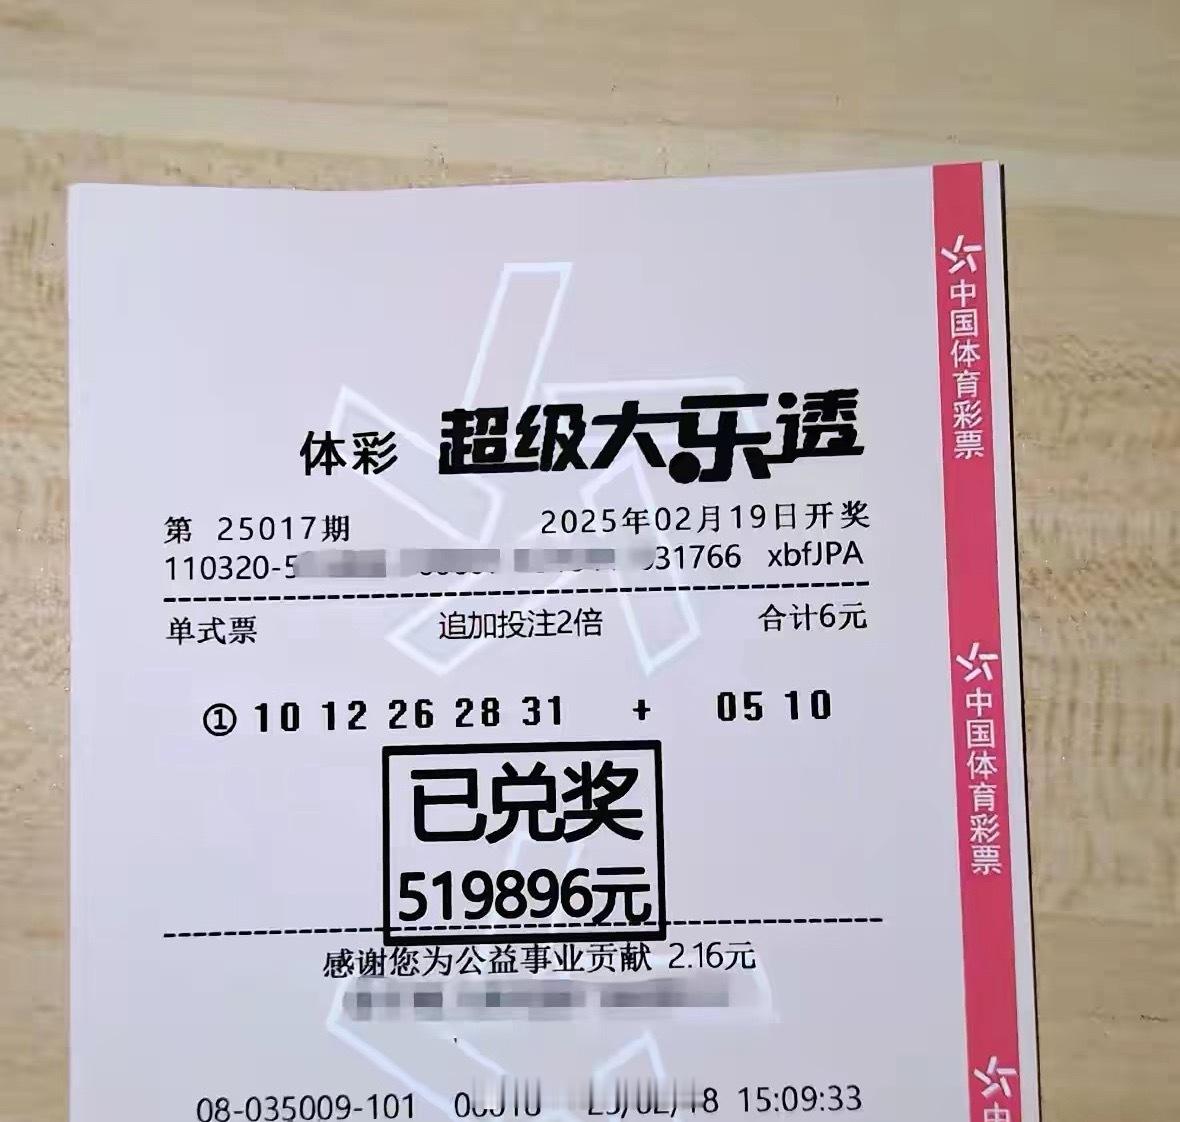 体彩 超级大乐透
第 25017期 2025年02月19日开奖
110320-5 31766 xbfJPA
单式票 追加投注2倍 合计6元
① 10 12 26 28 31 + 05 10
已兑奖
519896元
感谢您为公益事业贡献 2.16元
08-035009-101 8 15:09:33
中国体育彩票
中国体育彩票
中